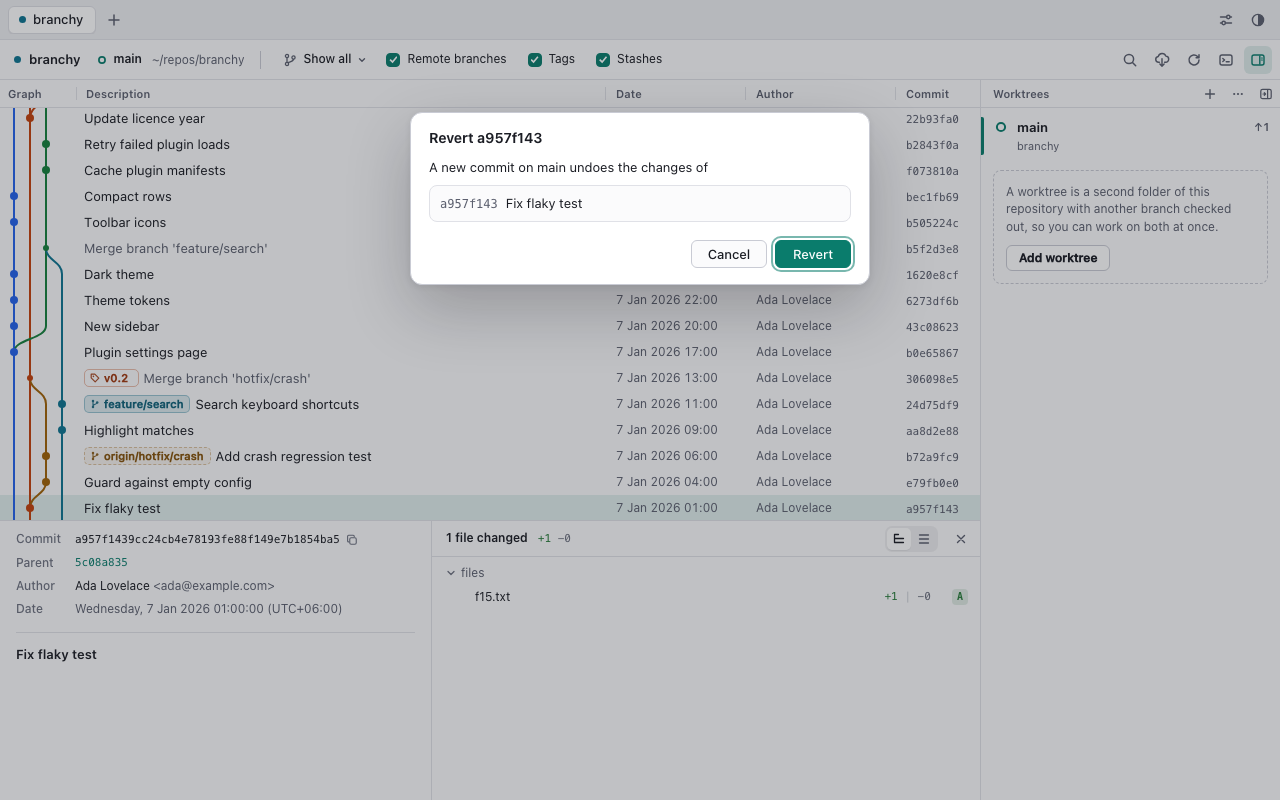 branchy
branchy main ~/repos/branchy Show all Remote branches Tags Stashes
Graph Description Date Author Commit Worktrees
Update licence year 22b93fa0
Retry failed plugin loads b2843f0a
Cache plugin manifests f073810a
Compact rows bec1fb69
Toolbar icons b505224c
Merge branch 'feature/search' b5f2d3e8
Dark theme 1620e8cf
Theme tokens 7 Jan 2026 22:00 Ada Lovelace 6273df6b
New sidebar 7 Jan 2026 20:00 Ada Lovelace 43c08623
Plugin settings page 7 Jan 2026 17:00 Ada Lovelace b0e65867
v0.2 Merge branch 'hotfix/crash' 7 Jan 2026 13:00 Ada Lovelace 306098e5
feature/search Search keyboard shortcuts 7 Jan 2026 11:00 Ada Lovelace 24d75df9
Highlight matches 7 Jan 2026 09:00 Ada Lovelace aa8d2e88
origin/hotfix/crash Add crash regression test 7 Jan 2026 06:00 Ada Lovelace b72a9fc9
Guard against empty config 7 Jan 2026 04:00 Ada Lovelace e79fb0e0
Fix flaky test 7 Jan 2026 01:00 Ada Lovelace a957f143
Revert a957f143
A new commit on main undoes the changes of
a957f143 Fix flaky test
Cancel Revert
main ↑1
branchy
A worktree is a second folder of this
repository with another branch checked
out, so you can work on both at once.
Add worktree
Commit a957f1439cc24cb4e78193fe88f149e7b1854ba5
Parent 5c08a835
Author Ada Lovelace <ada@example.com>
Date Wednesday, 7 Jan 2026 01:00:00 (UTC+06:00)
Fix flaky test
1 file changed +1 −0
files
f15.txt +1 −0 A